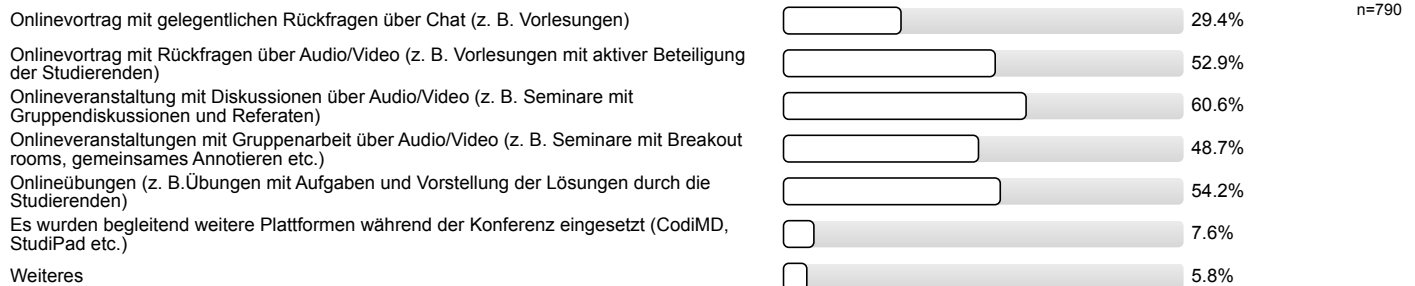 Onlinevortrag mit gelegentlichen Rückfragen über Chat (z. B. Vorlesungen) 29.4% n=790
Onlinevortrag mit Rückfragen über Audio/Video (z. B. Vorlesungen mit aktiver Beteiligung
der Studierenden) 52.9%
Onlineveranstaltung mit Diskussionen über Audio/Video (z. B. Seminare mit
Gruppendiskussionen und Referaten) 60.6%
Onlineveranstaltungen mit Gruppenarbeit über Audio/Video (z. B. Seminare mit Breakout
rooms, gemeinsames Annotieren etc.) 48.7%
Onlineübungen (z. B.Übungen mit Aufgaben und Vorstellung der Lösungen durch die
Studierenden) 54.2%
Es wurden begleitend weitere Plattformen während der Konferenz eingesetzt (CodiMD,
StudiPad etc.) 7.6%
Weiteres 5.8%